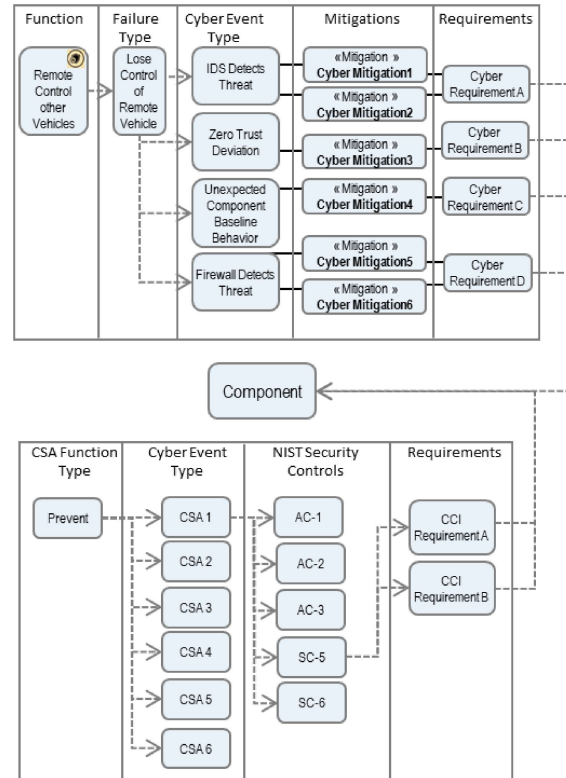 Function
Failure
Type
Cyber Event
Type
Mitigations
Requirements
Remote
Control
other
Vehicles
Lose
Control
of
Remote
Vehicle
IDS Detects
Threat
Zero Trust
Deviation
Unexpected
Component
Baseline
Behavior
Firewall Detects
Threat
« Mitigation »
Cyber Mitigation1
« Mitigation »
Cyber Mitigation2
« Mitigation »
Cyber Mitigation3
« Mitigation »
Cyber Mitigation4
« Mitigation »
Cyber Mitigation5
« Mitigation »
Cyber Mitigation6
Cyber
Requirement A
Cyber
Requirement B
Cyber
Requirement C
Cyber
Requirement D
Component
CSA Function
Type
Cyber Event
Type
NIST Security
Controls
Requirements
Prevent
CSA 1
CSA 2
CSA 3
CSA 4
CSA 5
CSA 6
AC-1
AC-2
AC-3
SC-5
SC-6
CCI
Requirement A
CCI
Requirement B